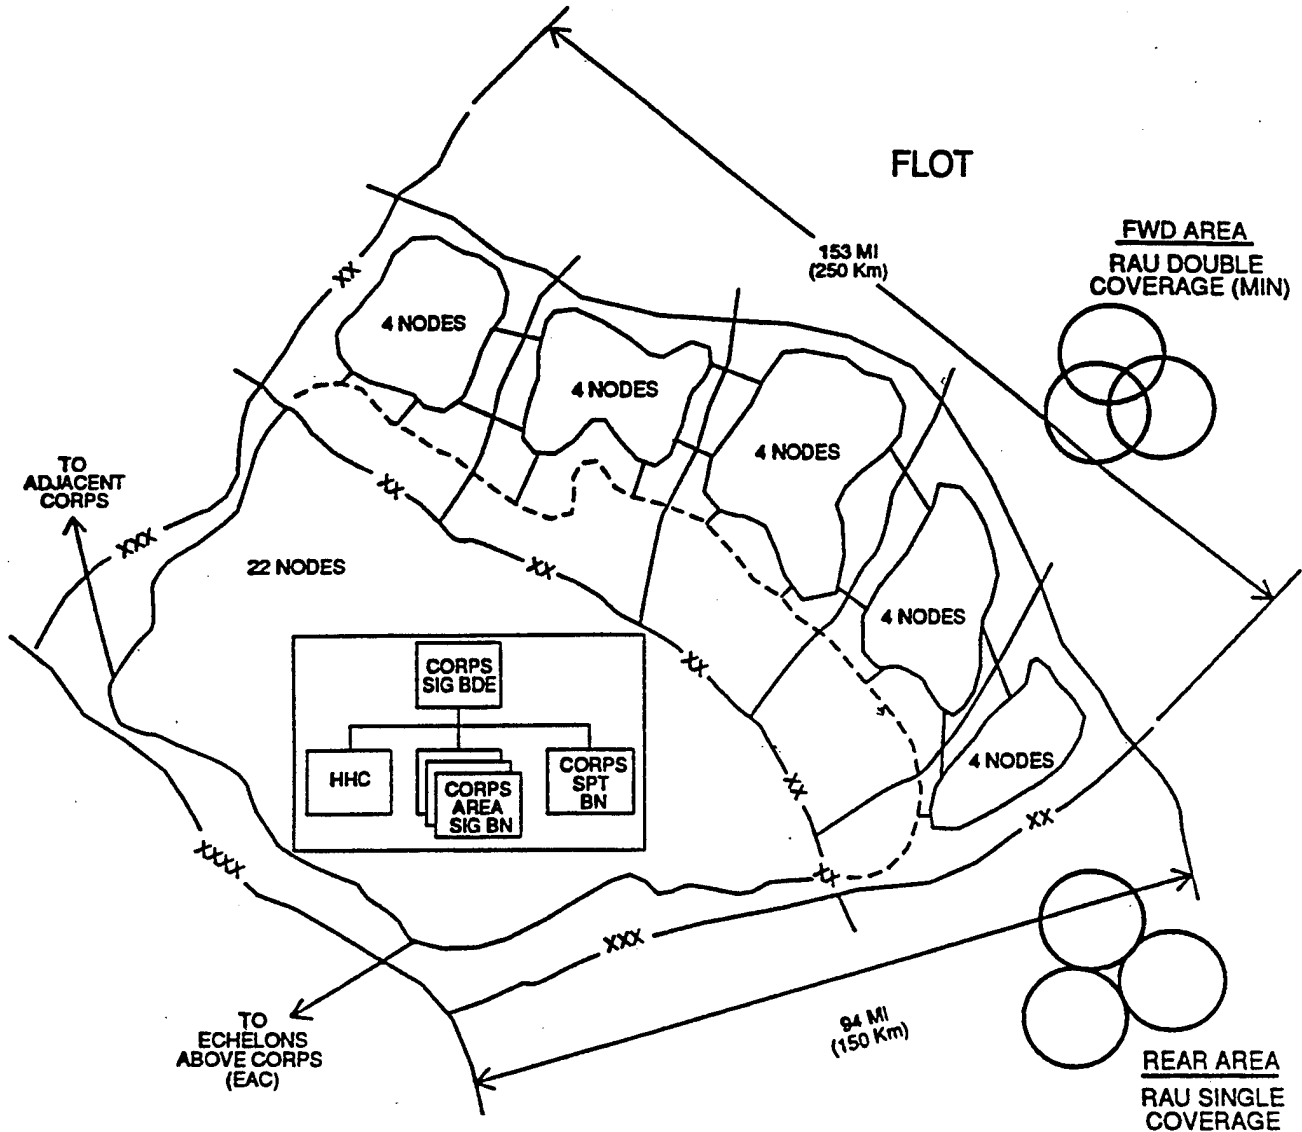 FLOT
153 MI
(250 Km)
FWD AREA
RAU DOUBLE
COVERAGE (MIN)
XX
4 NODES
4 NODES
4 NODES
TO
ADJACENT
CORPS
XX
XXX
XX
22 NODES
4 NODES
XX
CORPS
SIG BDE
HHC
CORPS
AREA
SIG BN
CORPS
SPT
BN
4 NODES
XX
XX
XXXX
XX
XXX
94 MI
(150 Km)
TO
ECHELONS
ABOVE CORPS
(EAC)
REAR AREA
RAU SINGLE
COVERAGE